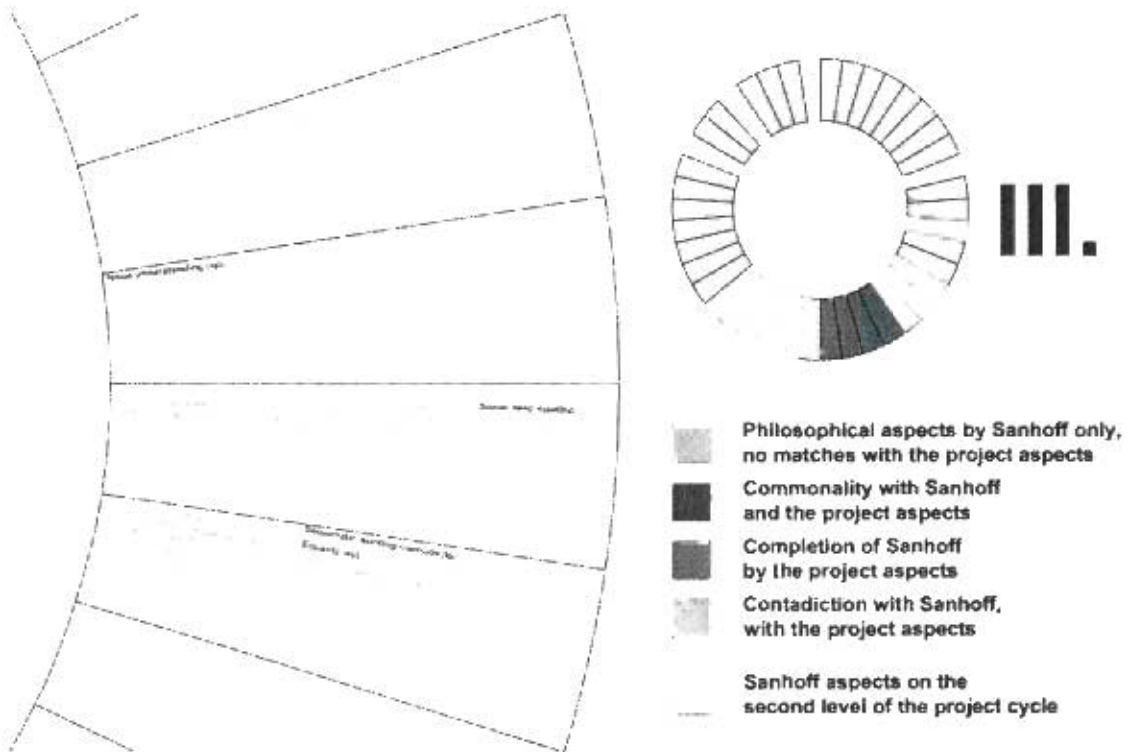 III.
Philosophical aspects by Sanhoff only,
no matches with the project aspects
Commonality with Sanhoff
and the project aspects
Completion of Sanhoff
by the project aspects
Contadiction with Sanhoff,
with the project aspects
Sanhoff aspects on the
second level of the project cycle